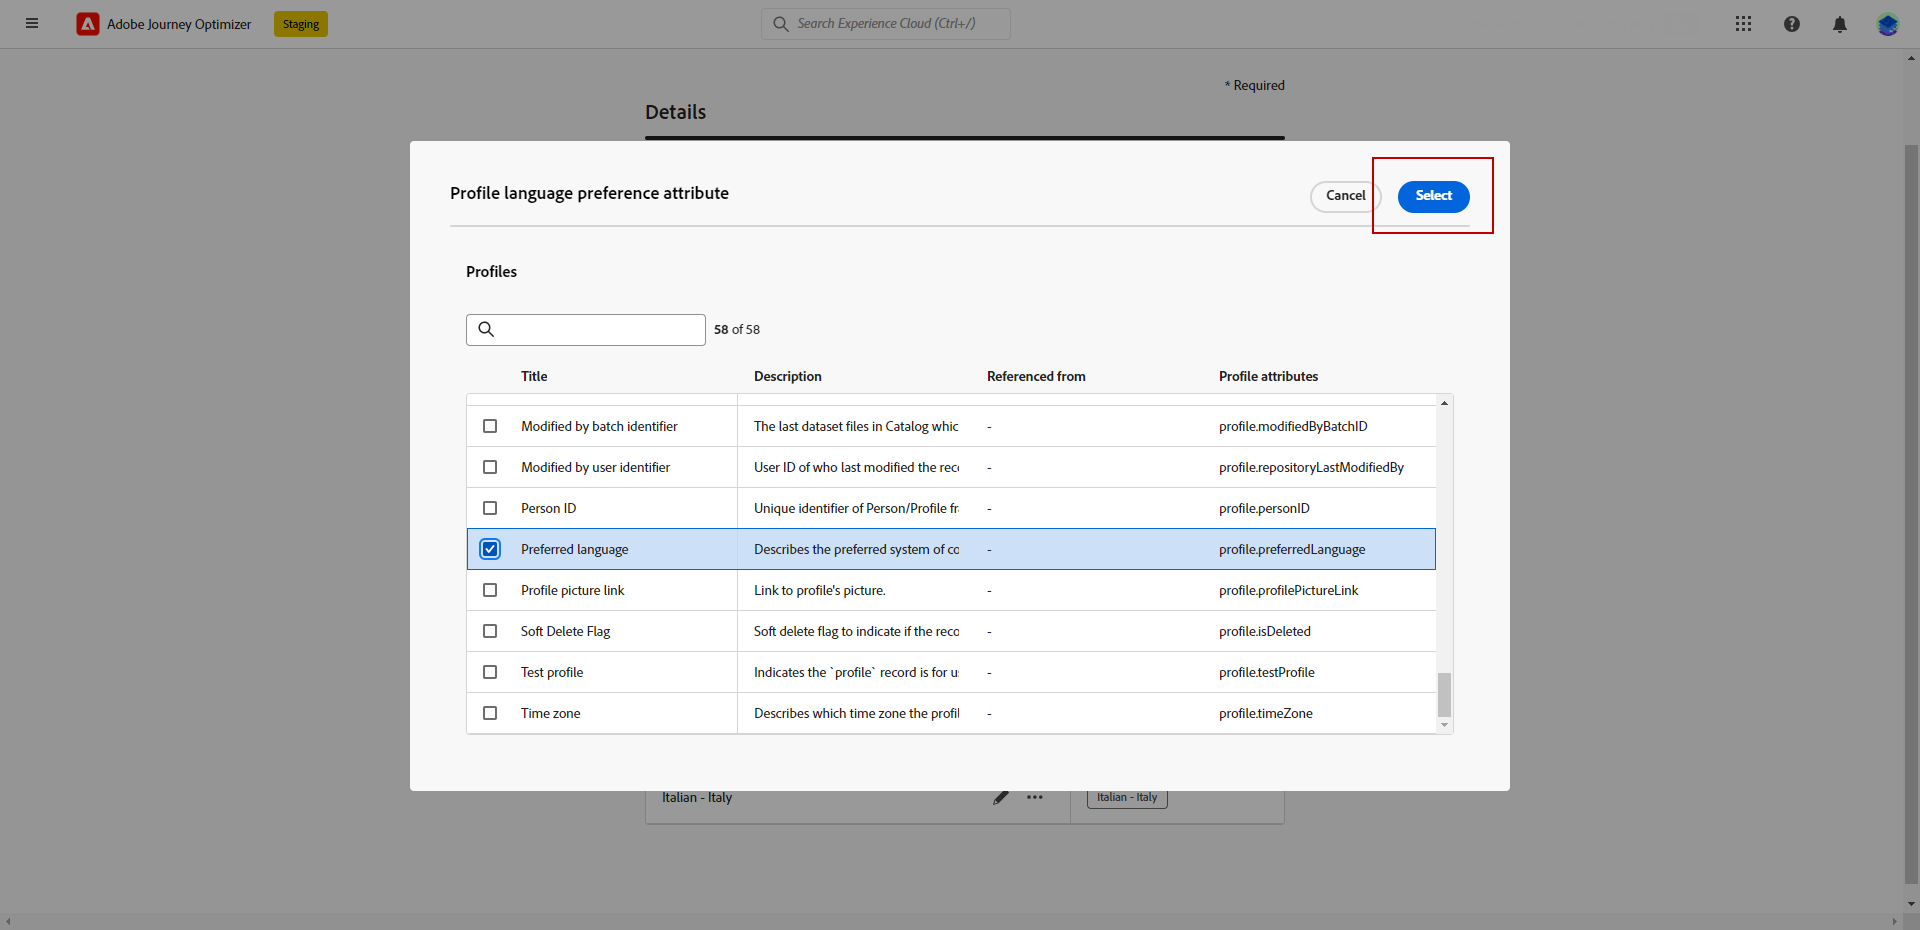 Adobe Journey Optimizer
Staging
Search Experience Cloud (Ctrl+/)
* Required
Details
Profile language preference attribute
Cancel
Select
Profiles
58 of 58
Title Description Referenced from Profile attributes
Modified by batch identifier The last dataset files in Catalog whic - profile.modifiedByBatchID
Modified by user identifier User ID of who last modified the rec - profile.repositoryLastModifiedBy
Person ID Unique identifier of Person/Profile fr - profile.personID
Preferred language Describes the preferred system of co - profile.preferredLanguage
Profile picture link Link to profile's picture. - profile.profilePictureLink
Soft Delete Flag Soft delete flag to indicate if the reco - profile.isDeleted
Test profile Indicates the `profile` record is for u - profile.testProfile
Time zone Describes which time zone the profil - profile.timeZone
Italian - Italy
Italian - Italy